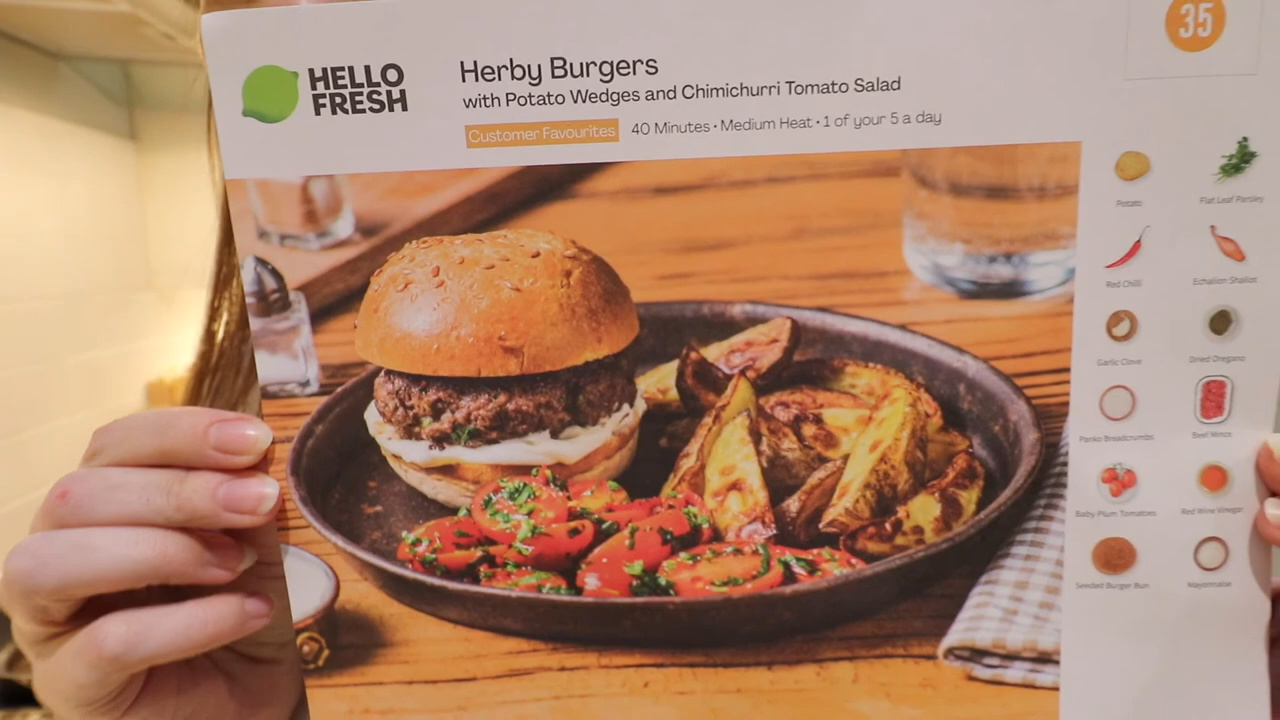 HELLO
FRESH
Herby Burgers
with Potato Wedges and Chimichurri Tomato Salad
Customer Favourites 40 Minutes • Medium Heat • 1 of your 5 a day
35
Potato
Flat Leaf Parsley
Red Chilli
Echalion Shallot
Garlic Clove
Dried Oregano
Panko Breadcrumbs
Beef Mince
Baby Plum Tomatoes
Red Wine Vinegar
Seeded Burger Bun
Mayonnaise